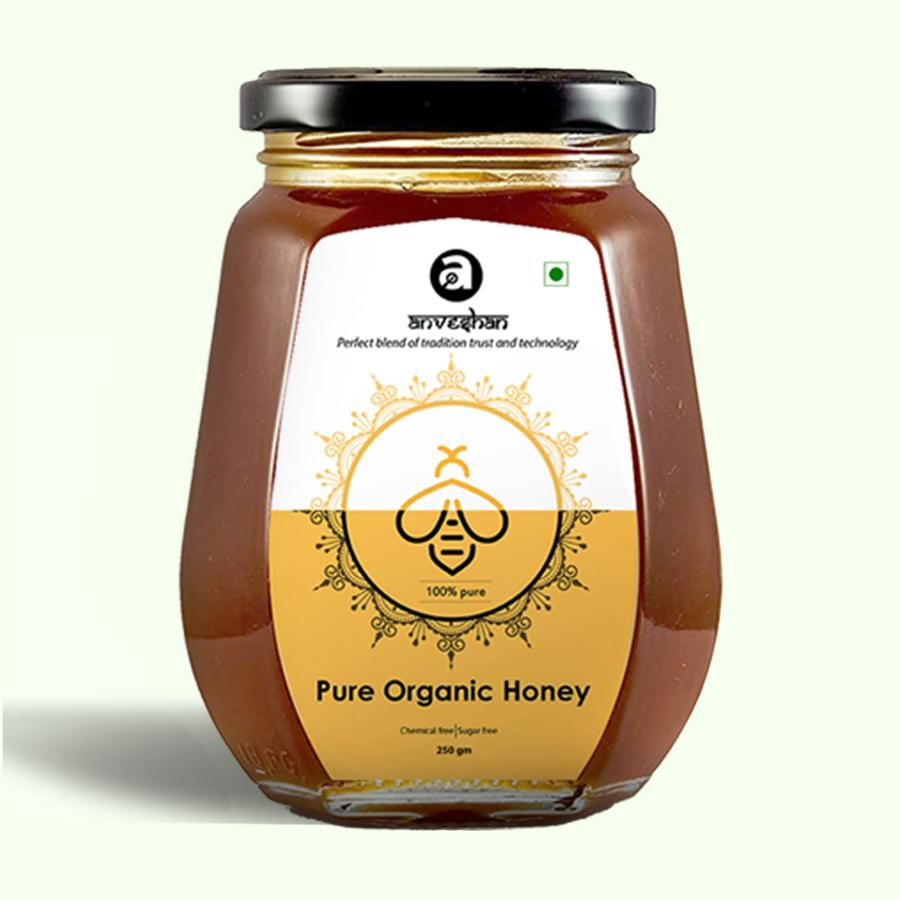 a
anveshan
Perfect blend of tradition trust and technology
100% pure
Pure Organic Honey
Chemical free|Sugar free
250 gm